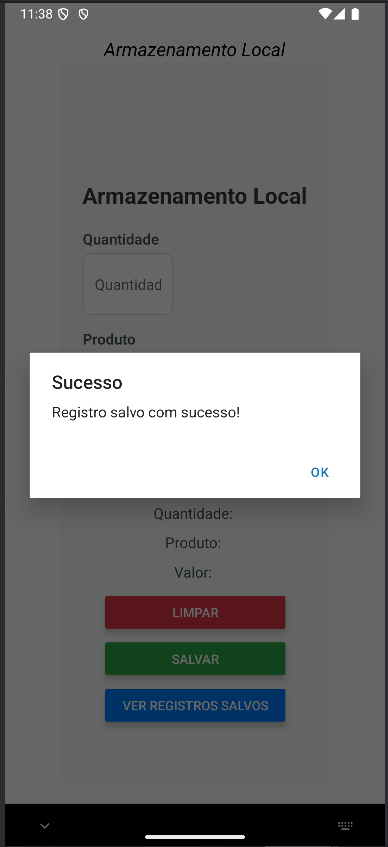 11:38
Armazenamento Local
Armazenamento Local
Quantidade
Quantidad
Produto
Sucesso
Registro salvo com sucesso!
OK
Quantidade:
Produto:
Valor:
LIMPAR
SALVAR
VER REGISTROS SALVOS